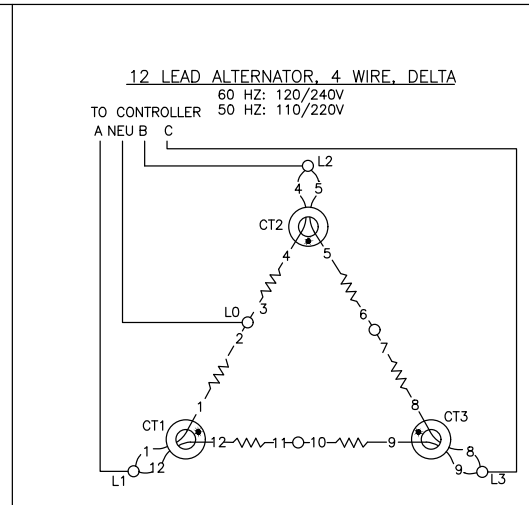 12 LEAD ALTERNATOR, 4 WIRE, DELTA
60 HZ: 120/240V
50 HZ: 110/220V
TO CONTROLLER
A NEU B C
L2
4 5
CT2
4 5
3 6
L0
2 7
1 8
CT1 CT3
12 11 10 9
1 8
12 9
L1 L3